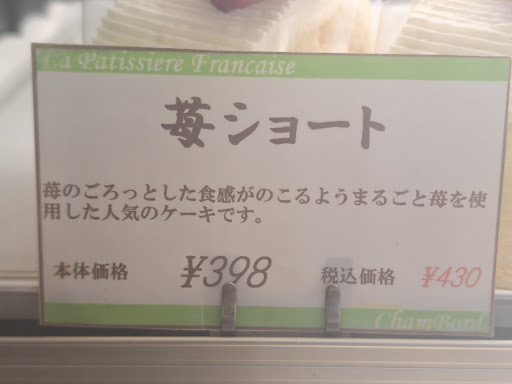 La Patissiere Francaise
苺ショート
苺のごろっとした食感がのこるようまるごと苺を使
用した人気のケーキです。
本体価格 ¥398 税込価格 ¥430
ChamBord